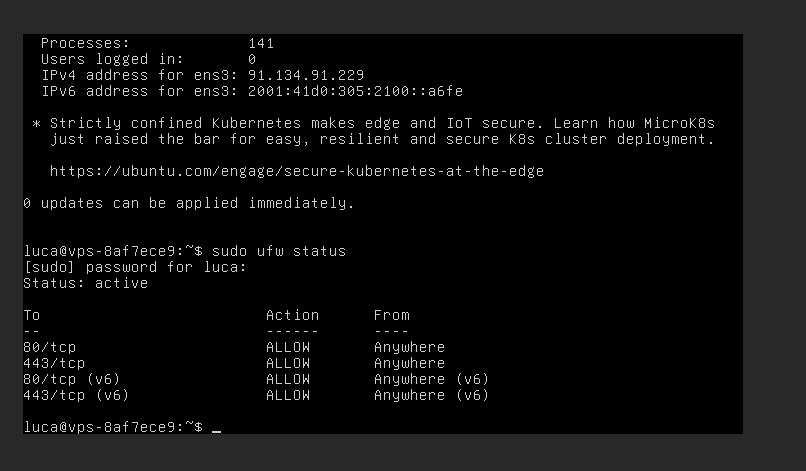 Processes: 141
Users logged in: 0
IPv4 address for ens3: 91.134.91.229
IPv6 address for ens3: 2001:41d0:305:2100::a6fe
* Strictly confined Kubernetes makes edge and IoT secure. Learn how MicroK8s
just raised the bar for easy, resilient and secure K8s cluster deployment.
https://ubuntu.com/engage/secure-kubernetes-at-the-edge
0 updates can be applied immediately.
luca@vps-8af7ece9:~$ sudo ufw status
[sudo] password for luca:
Status: active
To Action From
-- ------ ----
80/tcp ALLOW Anywhere
443/tcp ALLOW Anywhere
80/tcp (v6) ALLOW Anywhere (v6)
443/tcp (v6) ALLOW Anywhere (v6)
luca@vps-8af7ece9:~$ _